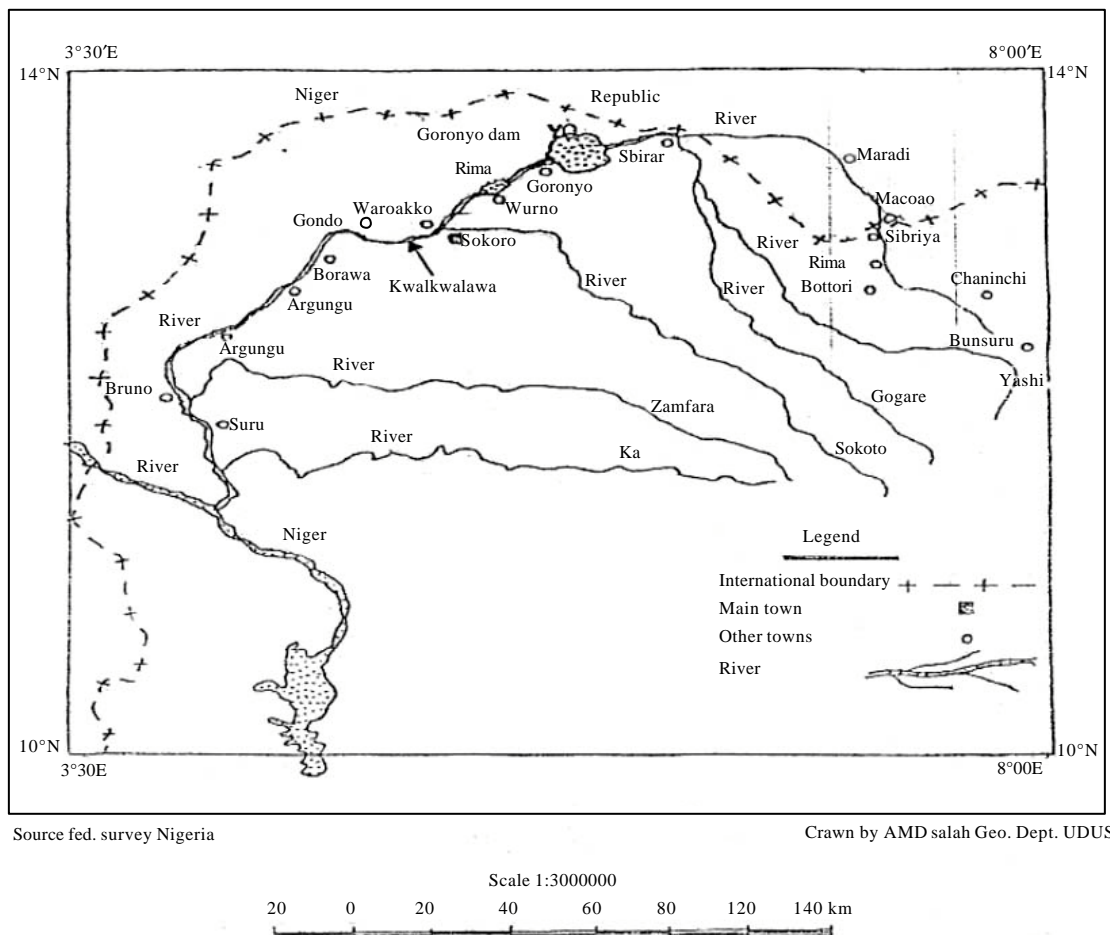 3°30′E
8°00′E
14°N
14°N
Niger
Republic
Goronyo dam
River
Sbirar
Maradi
Rima
Goronyo
Macoao
Wurno
Waroakko
Gondo
Sokoro
River
Sibriya
Borawa
Rima
Kwalkwalawa
River
River
Chaninchi
Argungu
Bottori
River
Argungu
Bunsuru
River
Yashi
Bruno
Zamfara
Gogare
Suru
River
Ka
Sokoto
River
Niger
Legend
International boundary
Main town
Other towns
River
10°N
10°N
3°30E
8°00E
Source fed. survey Nigeria
Crawn by AMD salah Geo. Dept. UDUS
Scale 1:3000000
20 0 20 40 60 80 120 140 km